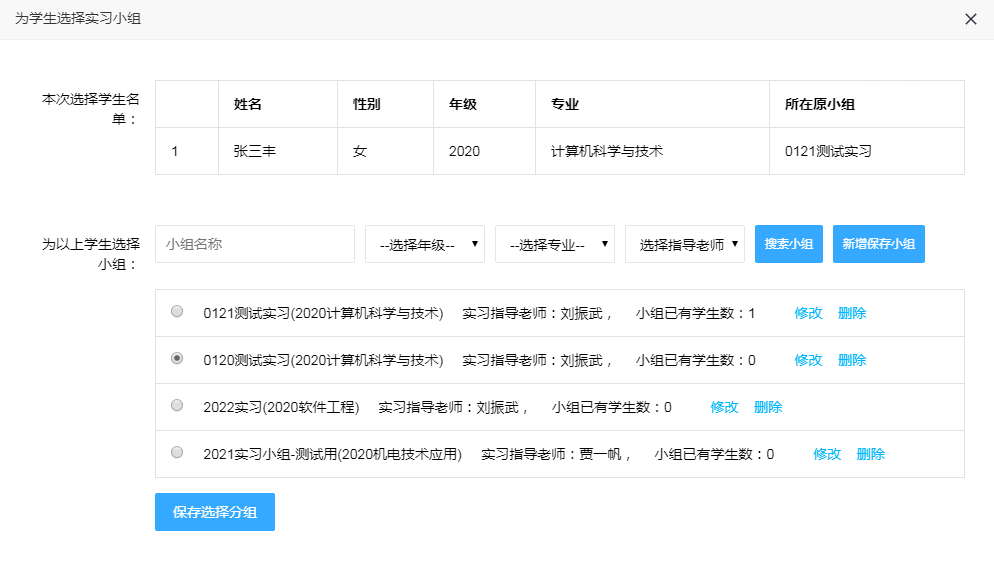 为学生选择实习小组
本次选择学生名
单：
姓名 性别 年级 专业 所在原小组
1 张三丰 女 2020 计算机科学与技术 0121测试实习
为以上学生选择
小组：
小组名称 --选择年级-- --选择专业-- 选择指导老师 搜索小组 新增保存小组
0121测试实习(2020计算机科学与技术) 实习指导老师：刘振武， 小组已有学生数：1 修改 删除
0120测试实习(2020计算机科学与技术) 实习指导老师：刘振武， 小组已有学生数：0 修改 删除
2022实习(2020软件工程) 实习指导老师：刘振武， 小组已有学生数：0 修改 删除
2021实习小组-测试用(2020机电技术应用) 实习指导老师：贾一帆， 小组已有学生数：0 修改 删除
保存选择分组